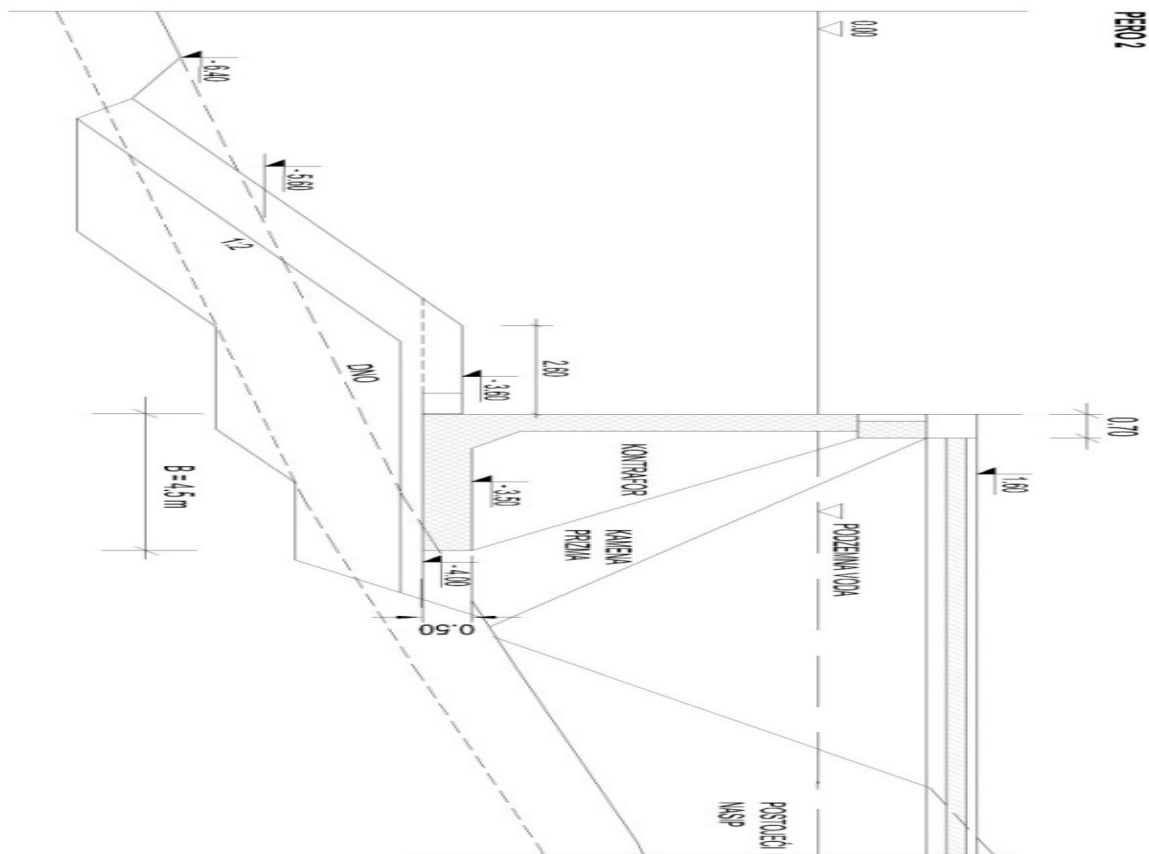 PERO 2
0.70
1.60
0.00
PODZEMNA VODA
POSTOJEĆI
NASIP
KONTRAFOR
KAMENA
PRIZMA
2.60
- 3.50
- 3.60
- 4.00
0.50
DNO
- 5.60
1:2
- 6.40
B = 4.5 m